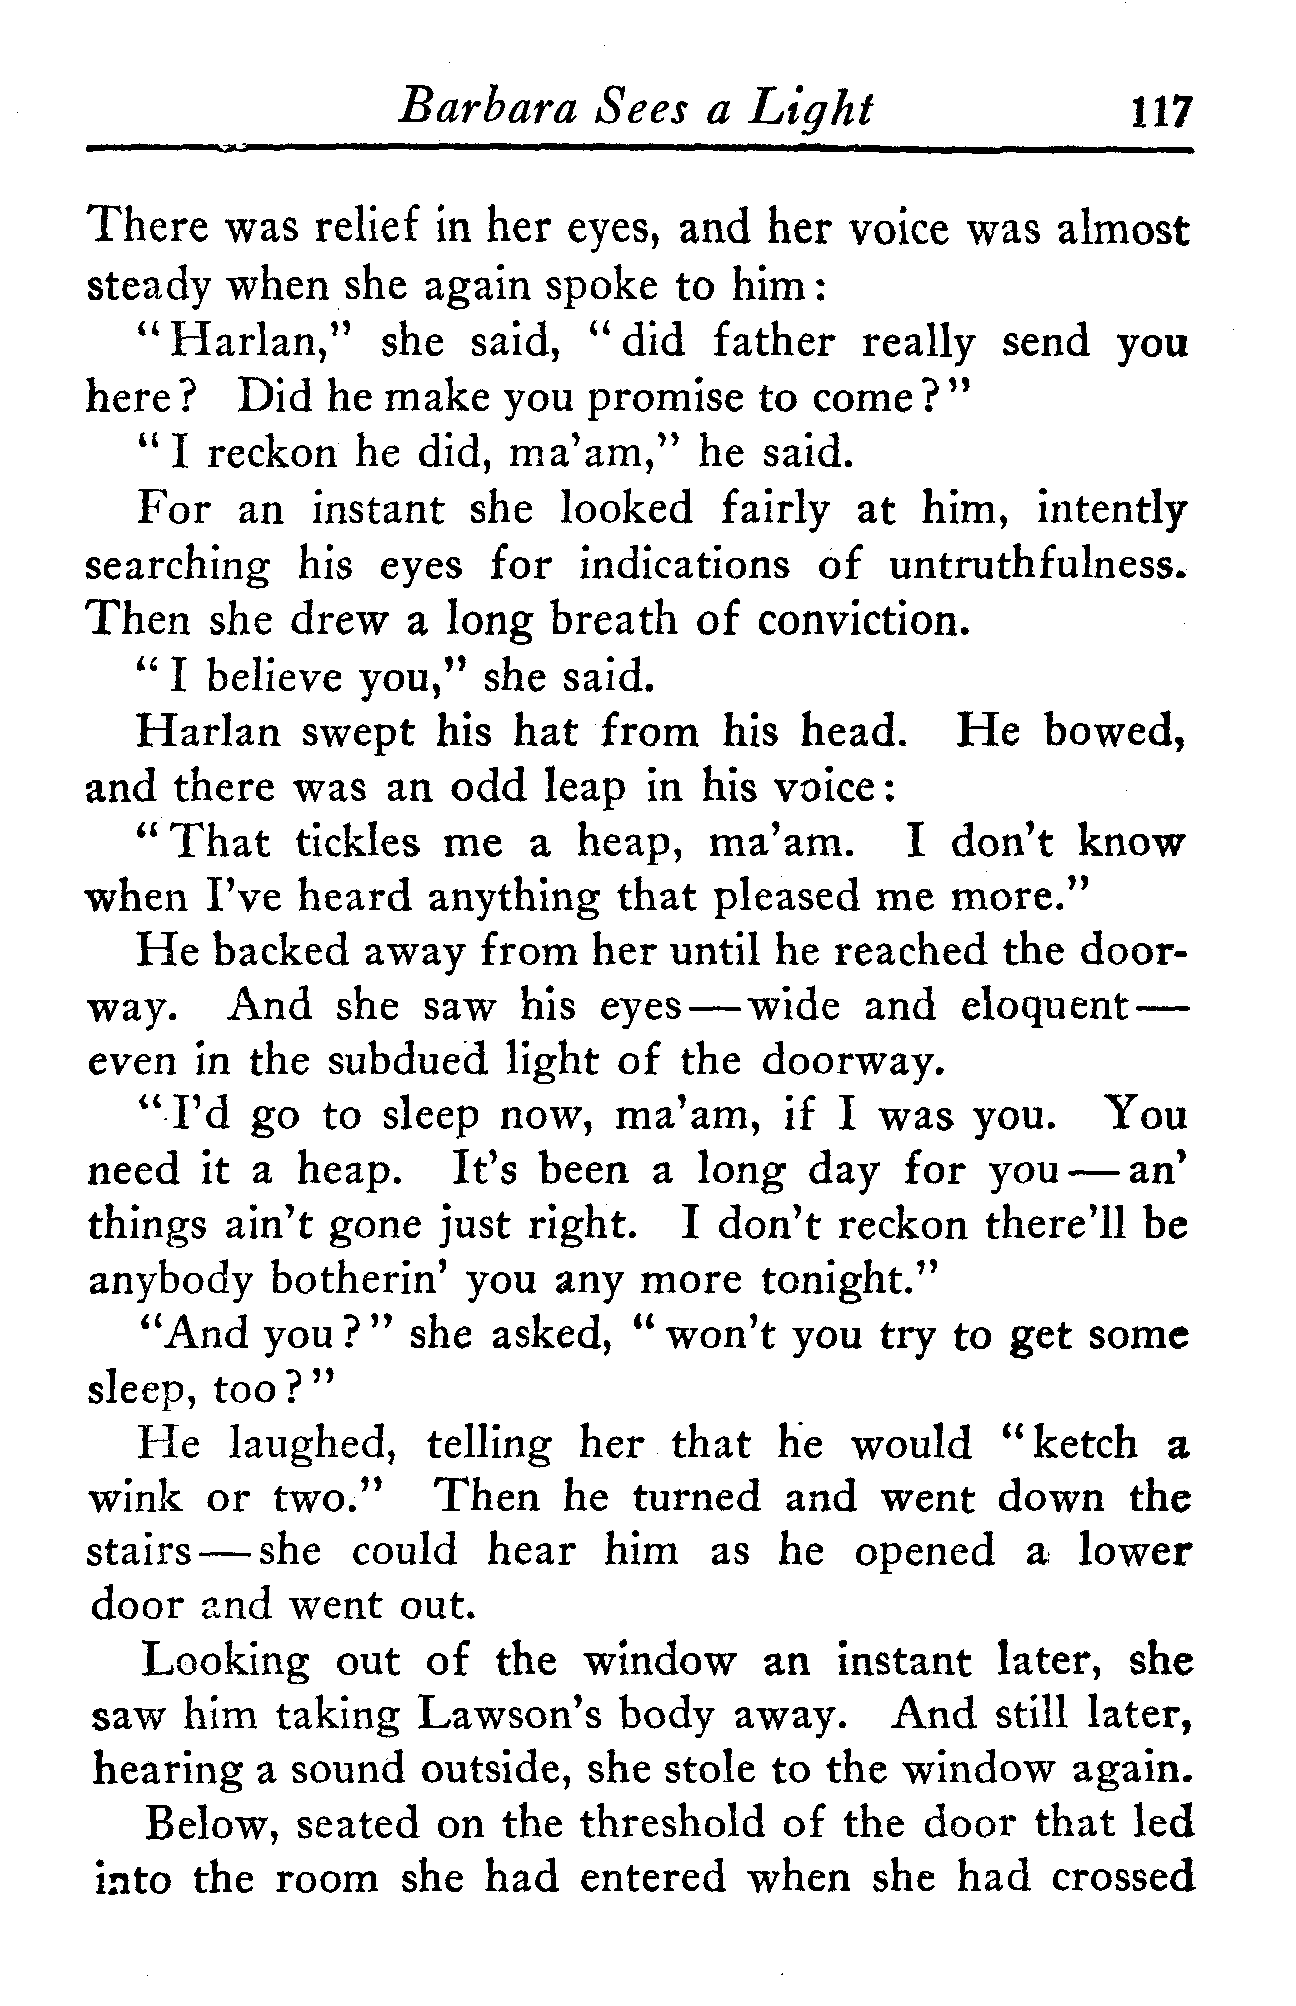 Barbara Sees a Light 117
There was relief in her eyes, and her voice was almost
steady when she again spoke to him:
"Harlan," she said, "did father really send you
here? Did he make you promise to come?"
"I reckon he did, ma'am," he said.
For an instant she looked fairly at him, intently
searching his eyes for indications of untruthfulness.
Then she drew a long breath of conviction.
"I believe you," she said.
Harlan swept his hat from his head. He bowed,
and there was an odd leap in his voice:
"That tickles me a heap, ma'am. I don't know
when I've heard anything that pleased me more."
He backed away from her until he reached the door-
way. And she saw his eyes—wide and eloquent—
even in the subdued light of the doorway.
"I'd go to sleep now, ma'am, if I was you. You
need it a heap. It's been a long day for you—an'
things ain't gone just right. I don't reckon there'll be
anybody botherin' you any more tonight."
"And you?" she asked, "won't you try to get some
sleep, too?"
He laughed, telling her that he would "ketch a
wink or two." Then he turned and went down the
stairs—she could hear him as he opened a lower
door and went out.
Looking out of the window an instant later, she
saw him taking Lawson's body away. And still later,
hearing a sound outside, she stole to the window again.
Below, seated on the threshold of the door that led
into the room she had entered when she had crossed